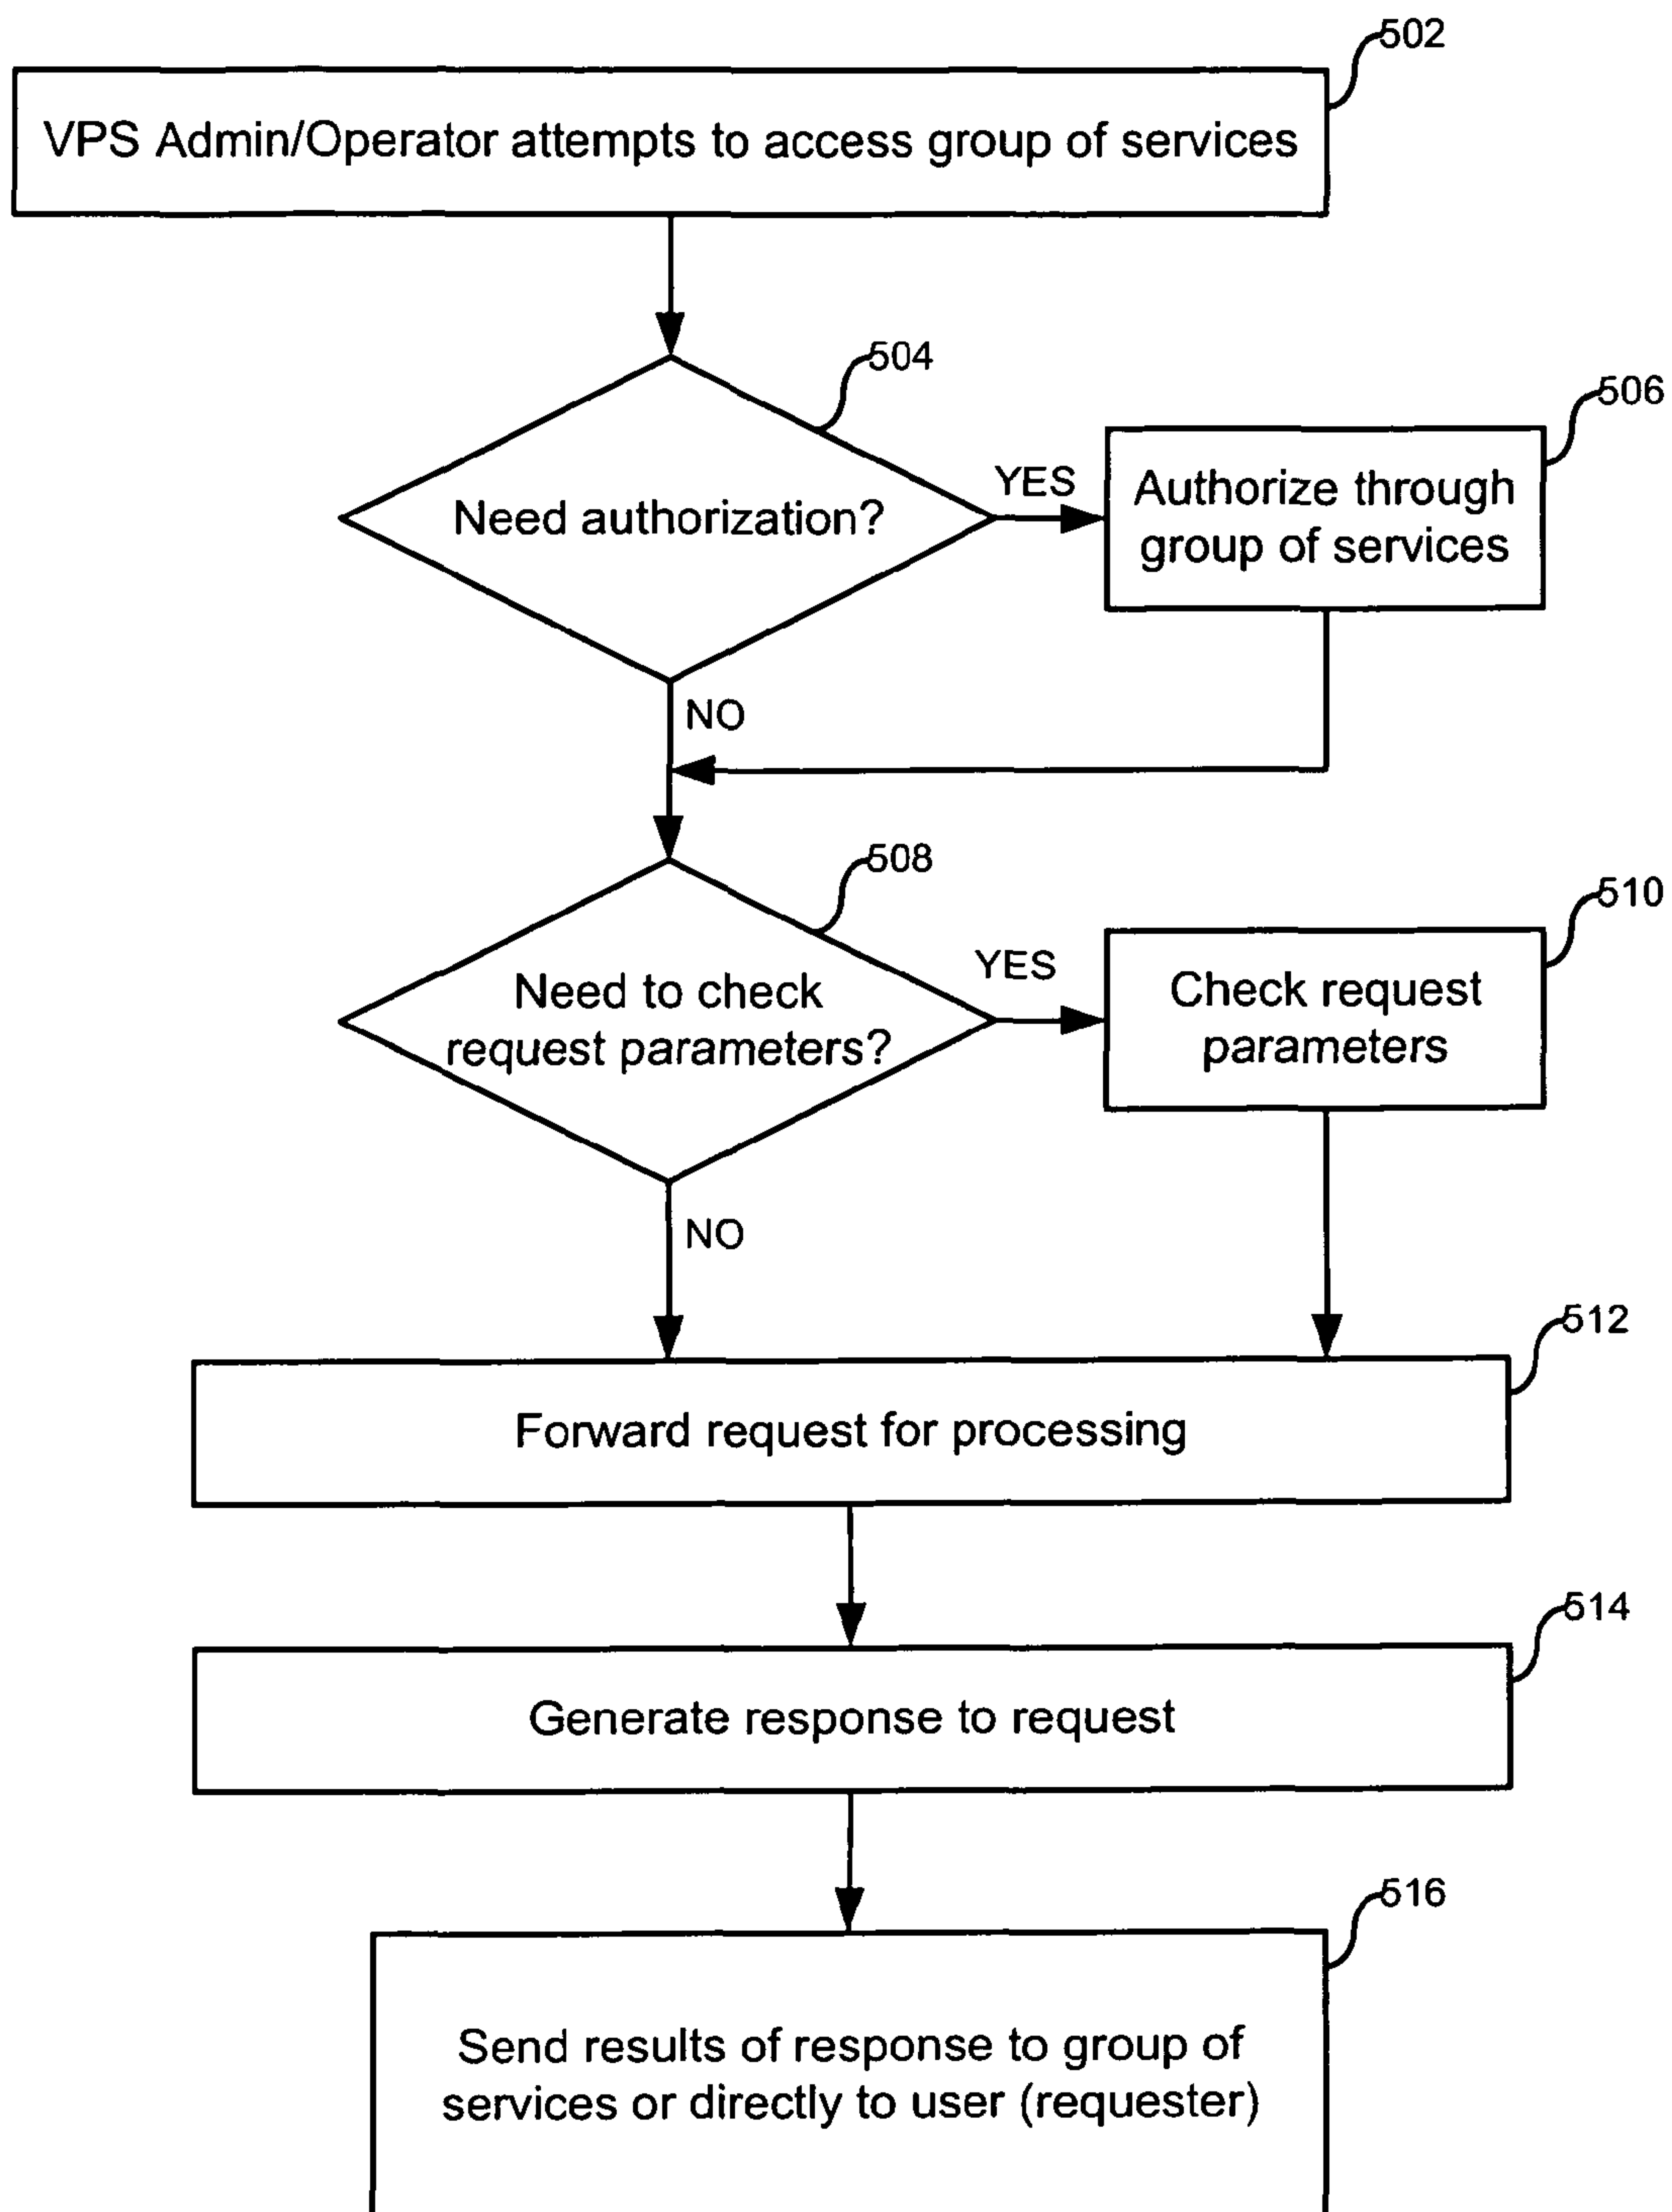 502
VPS Admin/Operator attempts to access group of services
504
Need authorization?
YES
506
Authorize through
group of services
NO
508
Need to check
request parameters?
YES
510
Check request
parameters
NO
512
Forward request for processing
514
Generate response to request
516
Send results of response to group of
services or directly to user (requester)